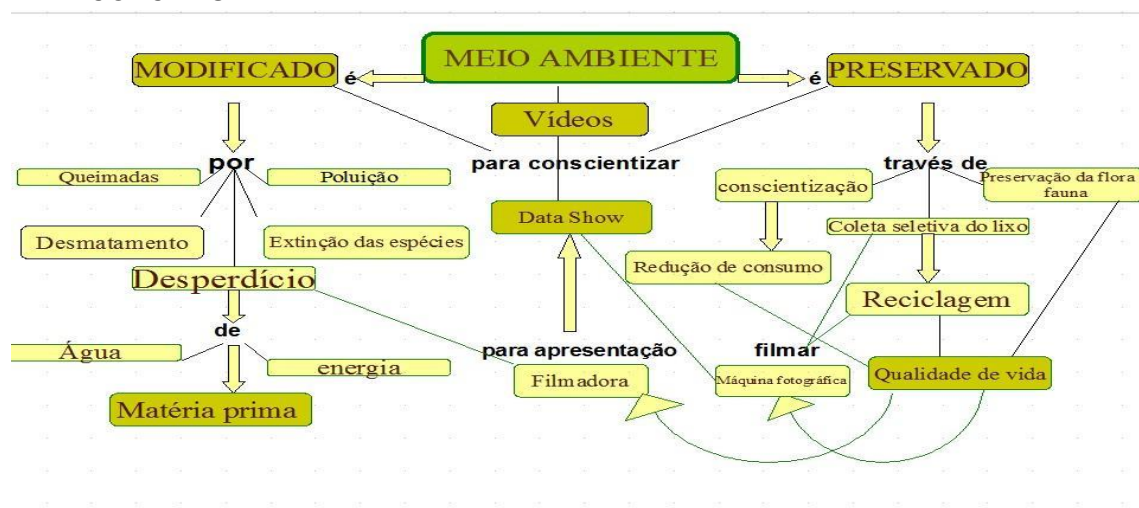 MEIO AMBIENTE
MODIFICADO
é
é
PRESERVADO
Vídeos
por
para conscientizar
través de
Queimadas
Poluição
conscientização
Preservação da flora
fauna
Data Show
Desmatamento
Extinção das espécies
Coleta seletiva do lixo
Desperdício
Redução de consumo
Reciclagem
de
Água
energia
para apresentação
filmar
Filmadora
Máquina fotográfica
Qualidade de vida
Matéria prima